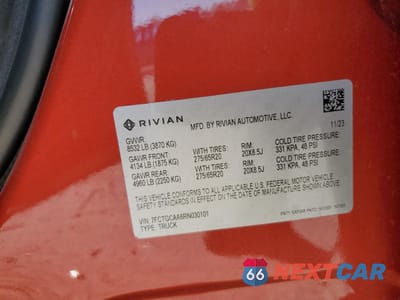 RIVIAN
MFD. BY RIVIAN AUTOMOTIVE, LLC.
11/23
GVWR
8532 LB (3870 KG)
GAWR FRONT
4134 LB (1875 KG)
WITH TIRES:
275/65R20
RIM:
20X8.5J
COLD TIRE PRESSURE:
331 KPA, 48 PSI
GAWR REAR
4960 LB (2250 KG)
WITH TIRES:
275/65R20
RIM:
20X8.5J
COLD TIRE PRESSURE:
331 KPA, 48 PSI
THIS VEHICLE CONFORMS TO ALL APPLICABLE U.S. FEDERAL MOTOR VEHICLE
SAFETY STANDARDS IN EFFECT ON THE DATE OF MANUFACTURE SHOWN ABOVE.
VIN: 7FCTGCAA6RN030101
TYPE: TRUCK
66 NEXTCAR